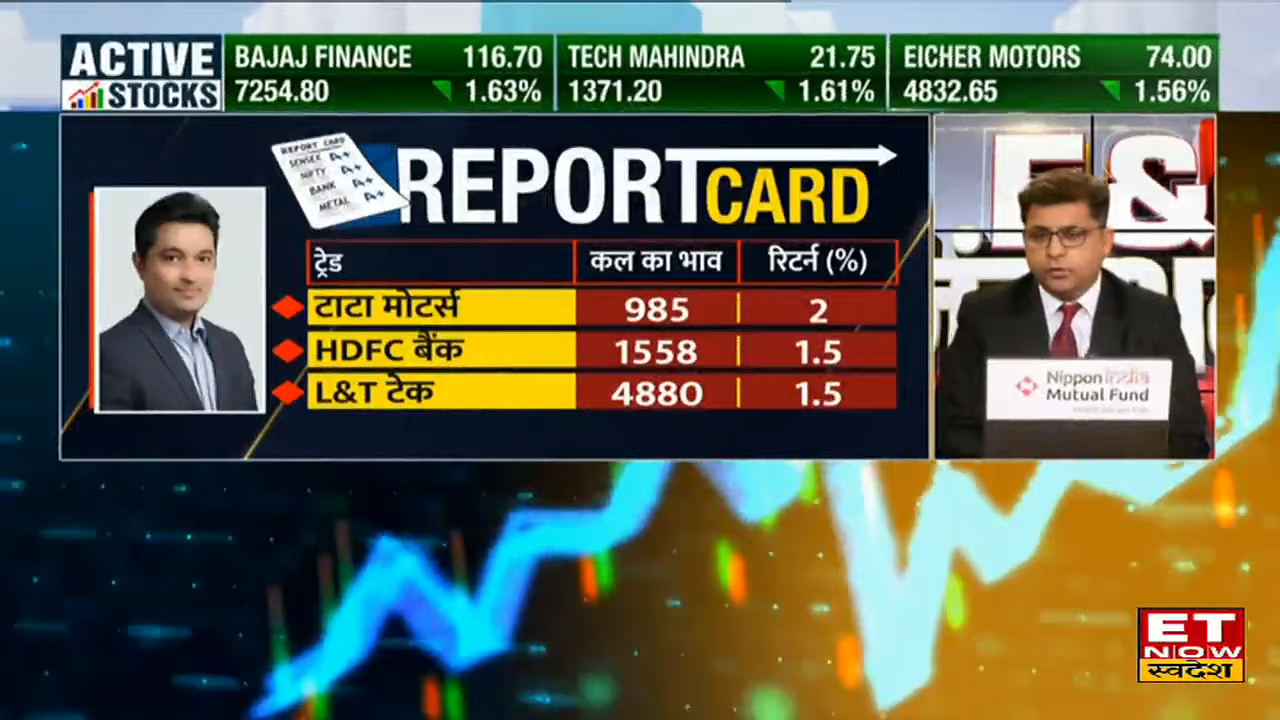 ACTIVE STOCKS
BAJAJ FINANCE 116.70
7254.80 1.63%
TECH MAHINDRA 21.75
1371.20 1.61%
EICHER MOTORS 74.00
4832.65 1.56%
REPORT CARD
SENSEX A+
NIFTY A+
BANK A+
METAL A+
REPORT CARD
ट्रेड कल का भाव रिटर्न (%)
टाटा मोटर्स 985 2
HDFC बैंक 1558 1.5
L&T टेक 4880 1.5
E&
Nippon india
Mutual Fund
ET
NOW
स्वदेश